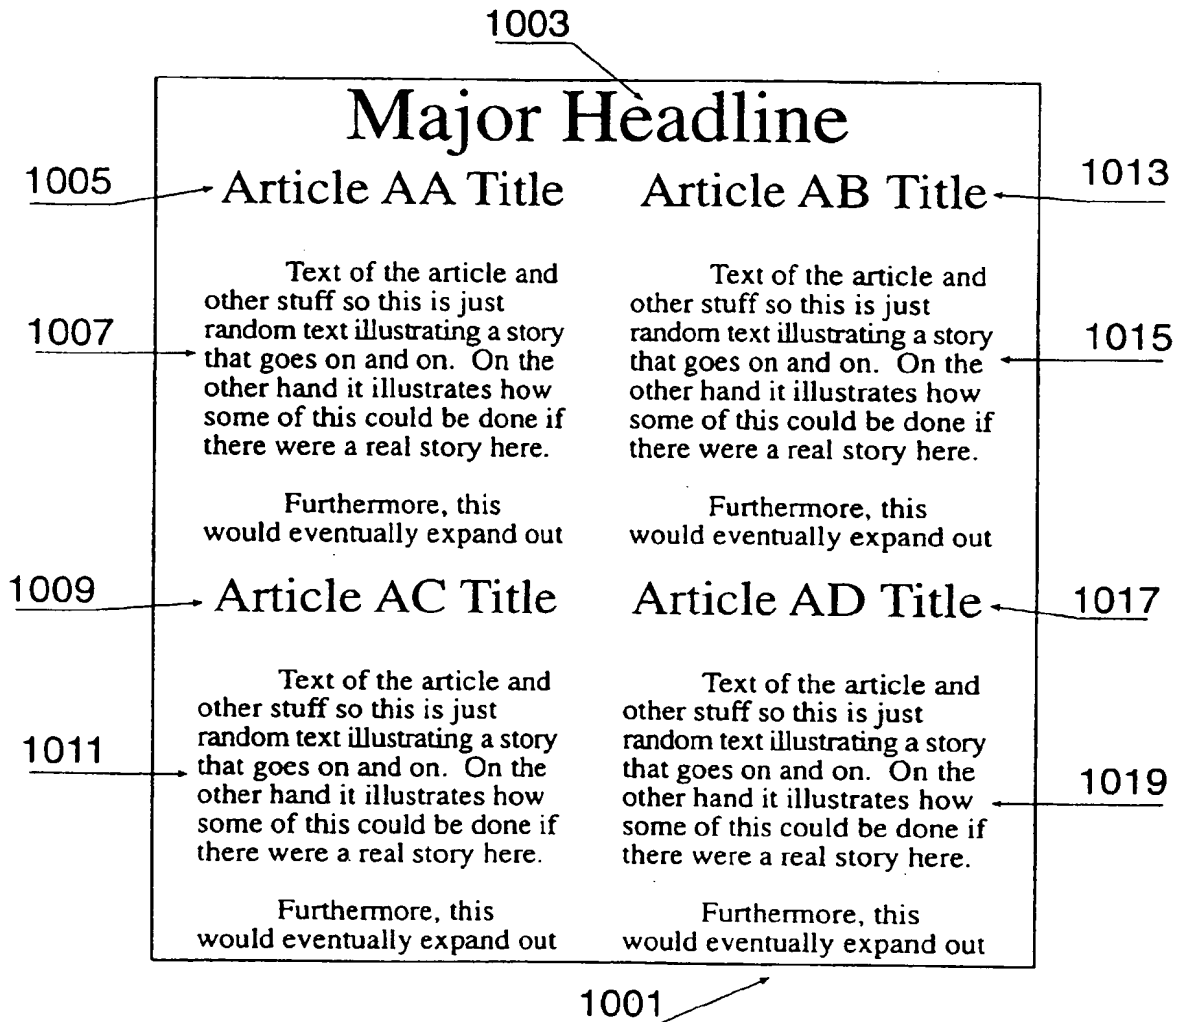 1003
Major Headline
1005
Article AA Title
Text of the article and
other stuff so this is just
random text illustrating a story
that goes on and on. On the
other hand it illustrates how
some of this could be done if
there were a real story here.
Furthermore, this
would eventually expand out
1007
Article AB Title
1013
Text of the article and
other stuff so this is just
random text illustrating a story
that goes on and on. On the
other hand it illustrates how
some of this could be done if
there were a real story here.
Furthermore, this
would eventually expand out
1015
1009
Article AC Title
Text of the article and
other stuff so this is just
random text illustrating a story
that goes on and on. On the
other hand it illustrates how
some of this could be done if
there were a real story here.
Furthermore, this
would eventually expand out
1011
Article AD Title
1017
Text of the article and
other stuff so this is just
random text illustrating a story
that goes on and on. On the
other hand it illustrates how
some of this could be done if
there were a real story here.
Furthermore, this
would eventually expand out
1019
1001